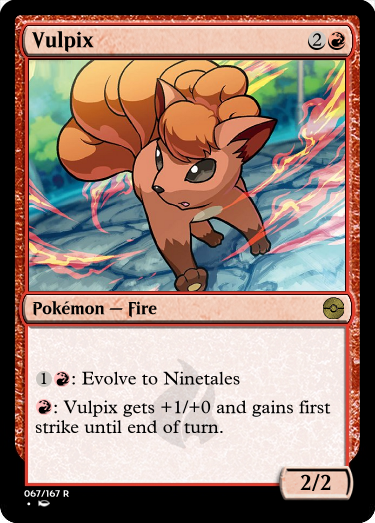 Vulpix 2
Pokémon — Fire
1 : Evolve to Ninetales
: Vulpix gets +1/+0 and gains first
strike until end of turn.
2/2
067/167 R